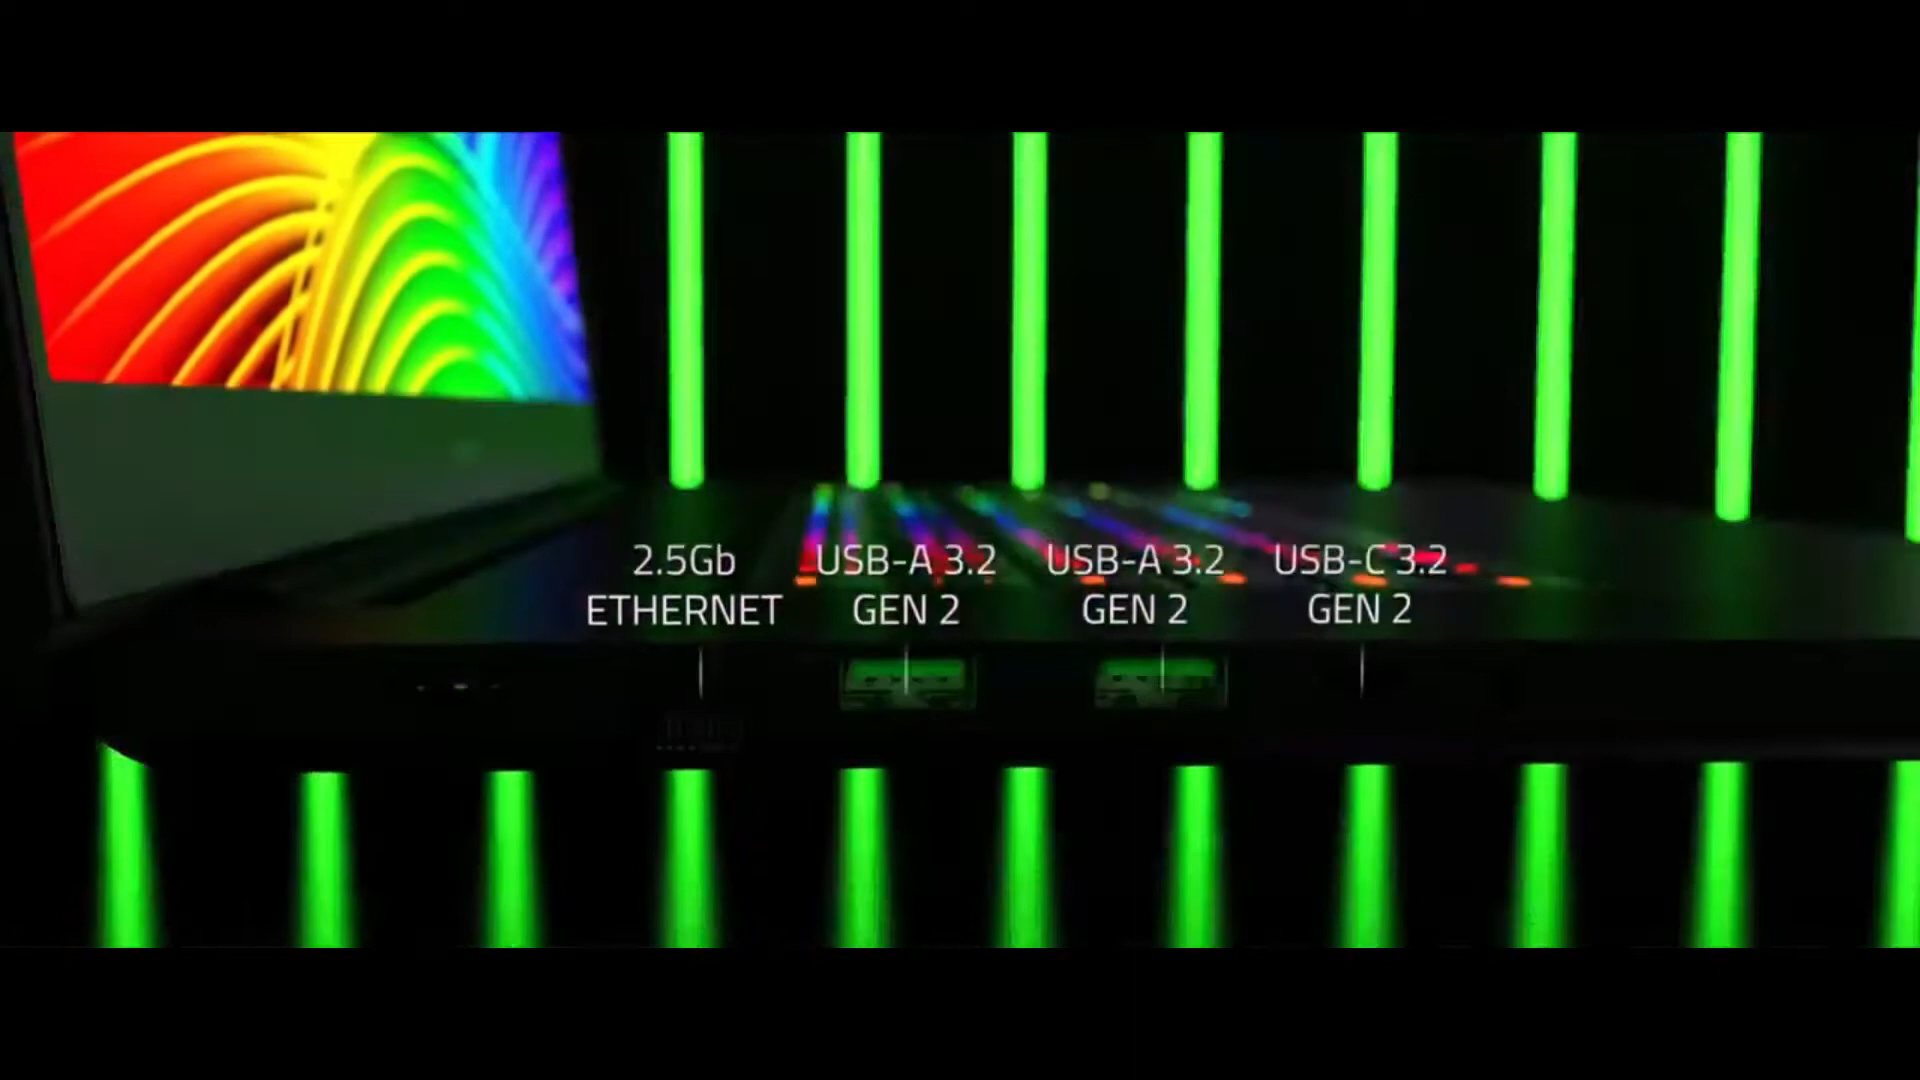 2.5Gb
ETHERNET
USB-A 3.2
GEN 2
USB-A 3.2
GEN 2
USB-C 3.2
GEN 2